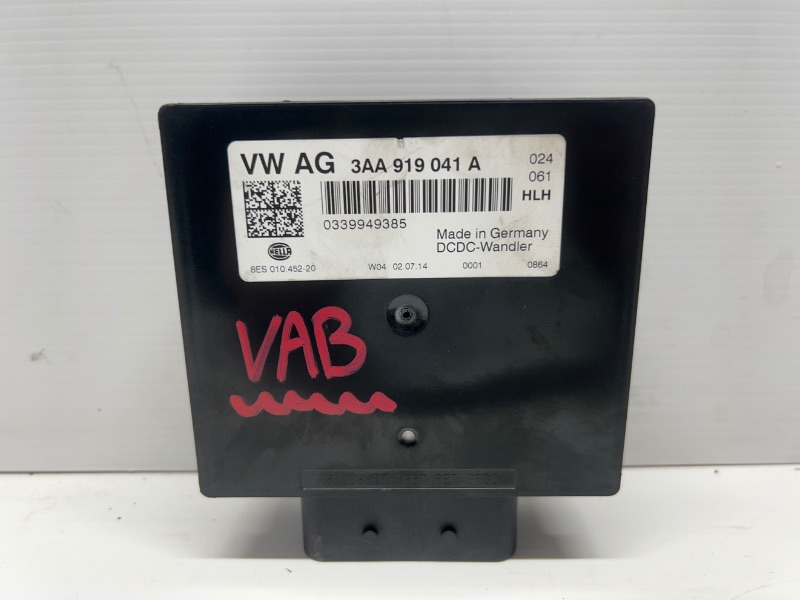 VW AG 3AA 919 041 A 024
061
HLH
0339949385
Made in Germany
DCDC-Wandler
HELLA
8ES 010.452-20 W04 02.07.14 0001 0864
VAB